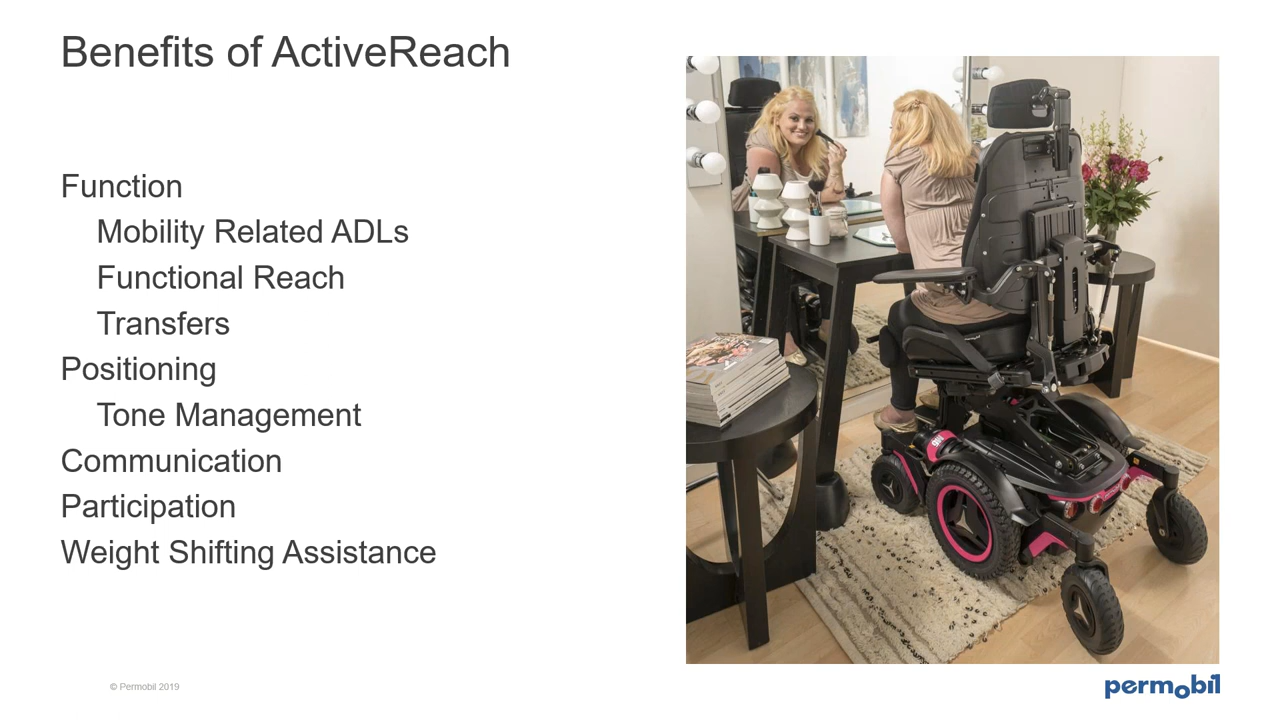 Benefits of ActiveReach
Function
Mobility Related ADLs
Functional Reach
Transfers
Positioning
Tone Management
Communication
Participation
Weight Shifting Assistance
© Permobil 2019
permobil